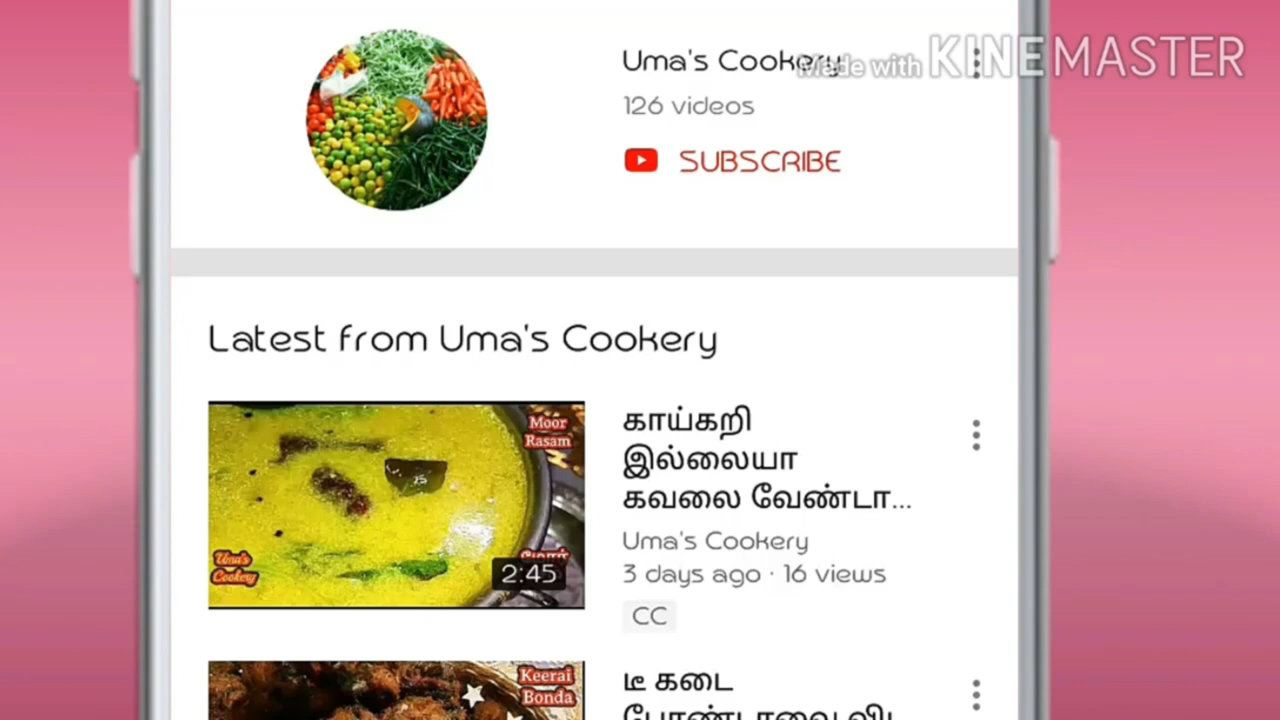 Uma's Cookery
Made with KINEMASTER
126 videos
SUBSCRIBE
Latest from Uma's Cookery
Moor
Rasam
Uma's
Cookery
2:45
காய்கறி
இல்லையா
கவலை வேண்டா...
Uma's Cookery
3 days ago · 16 views
CC
Keerai
Bonda
டீ கடை